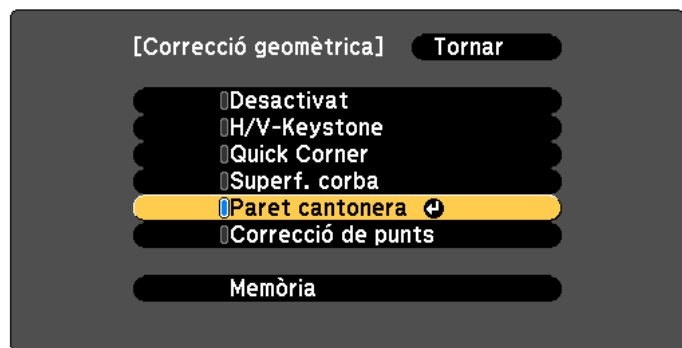 [Correcció geomètrica] Tornar
Desactivat
H/V-Keystone
Quick Corner
Superf. corba
Paret cantonera
Correcció de punts
Memòria